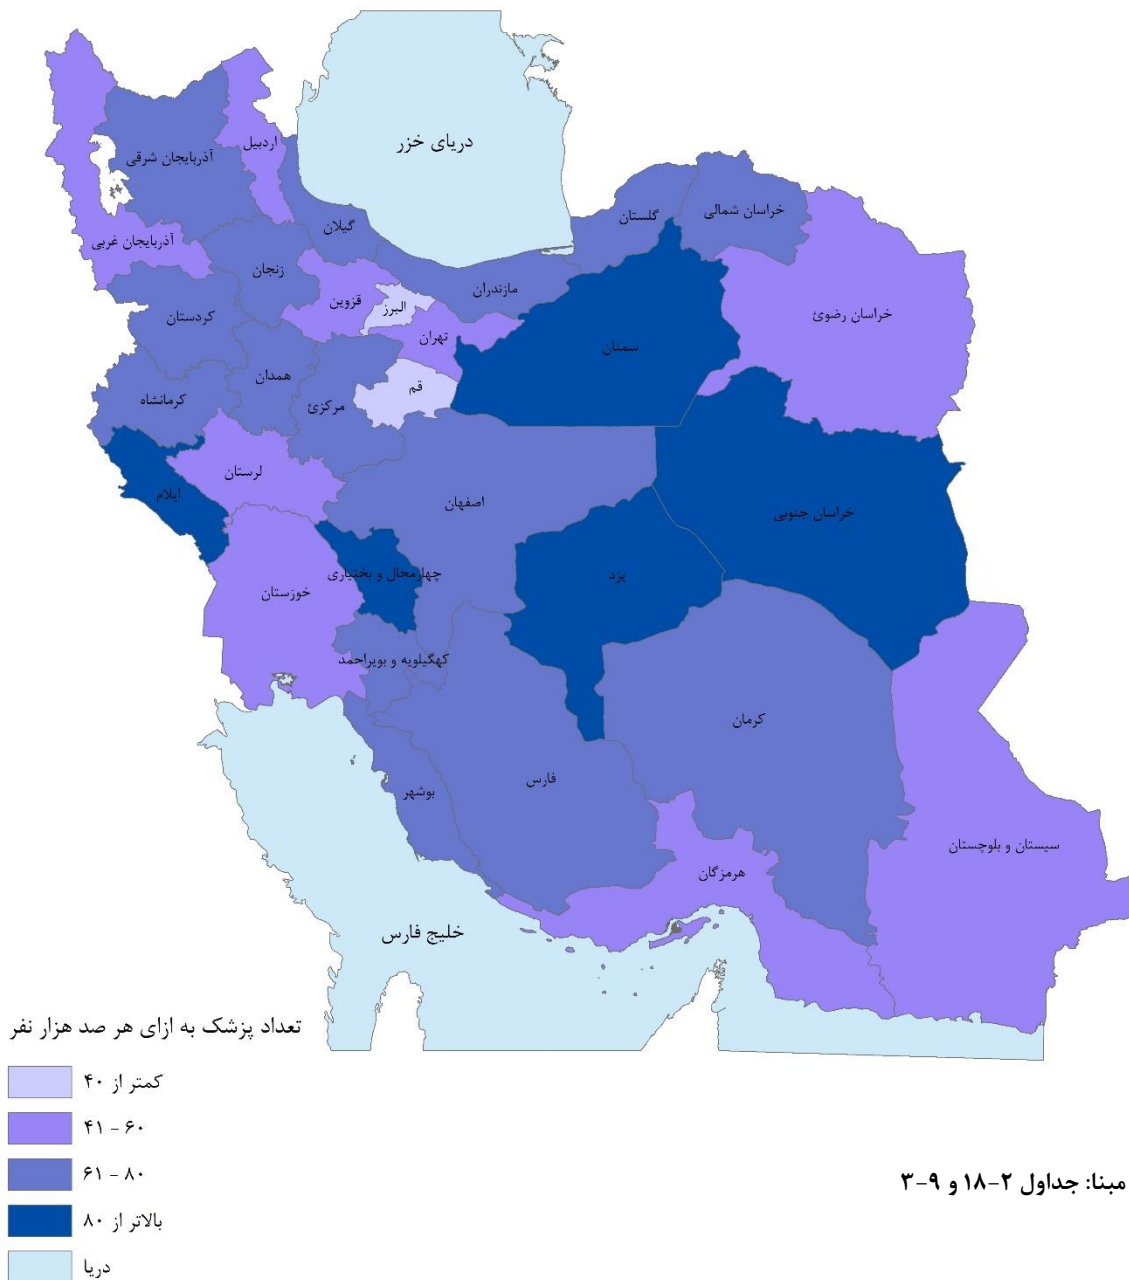 دریای خزر
اردبیل
آذربایجان شرقی
گلستان
خراسان شمالی
گیلان
آذربایجان غربی
زنجان
مازندران
قزوین
البرز
کردستان
خراسان رضوئ
تهران
سمنان
همدان
قم
کرمانشاه
مرکزئ
لرستان
ایلام
اصفهان
خراسان جنوبی
چهارمحال و بختیاری
یزد
خوزستان
کهگیلویه و بویراحمد
کرمان
فارس
بوشهر
سیستان و بلوچستان
هرمزگان
خلیج فارس
تعداد پزشک به ازای هر صد هزار نفر
کمتر از ۴۰
۴۱ - ۶۰
۶۱ - ۸۰
بالاتر از ۸۰
دریا
مبنا: جداول ۲-۱۸ و ۹-۳